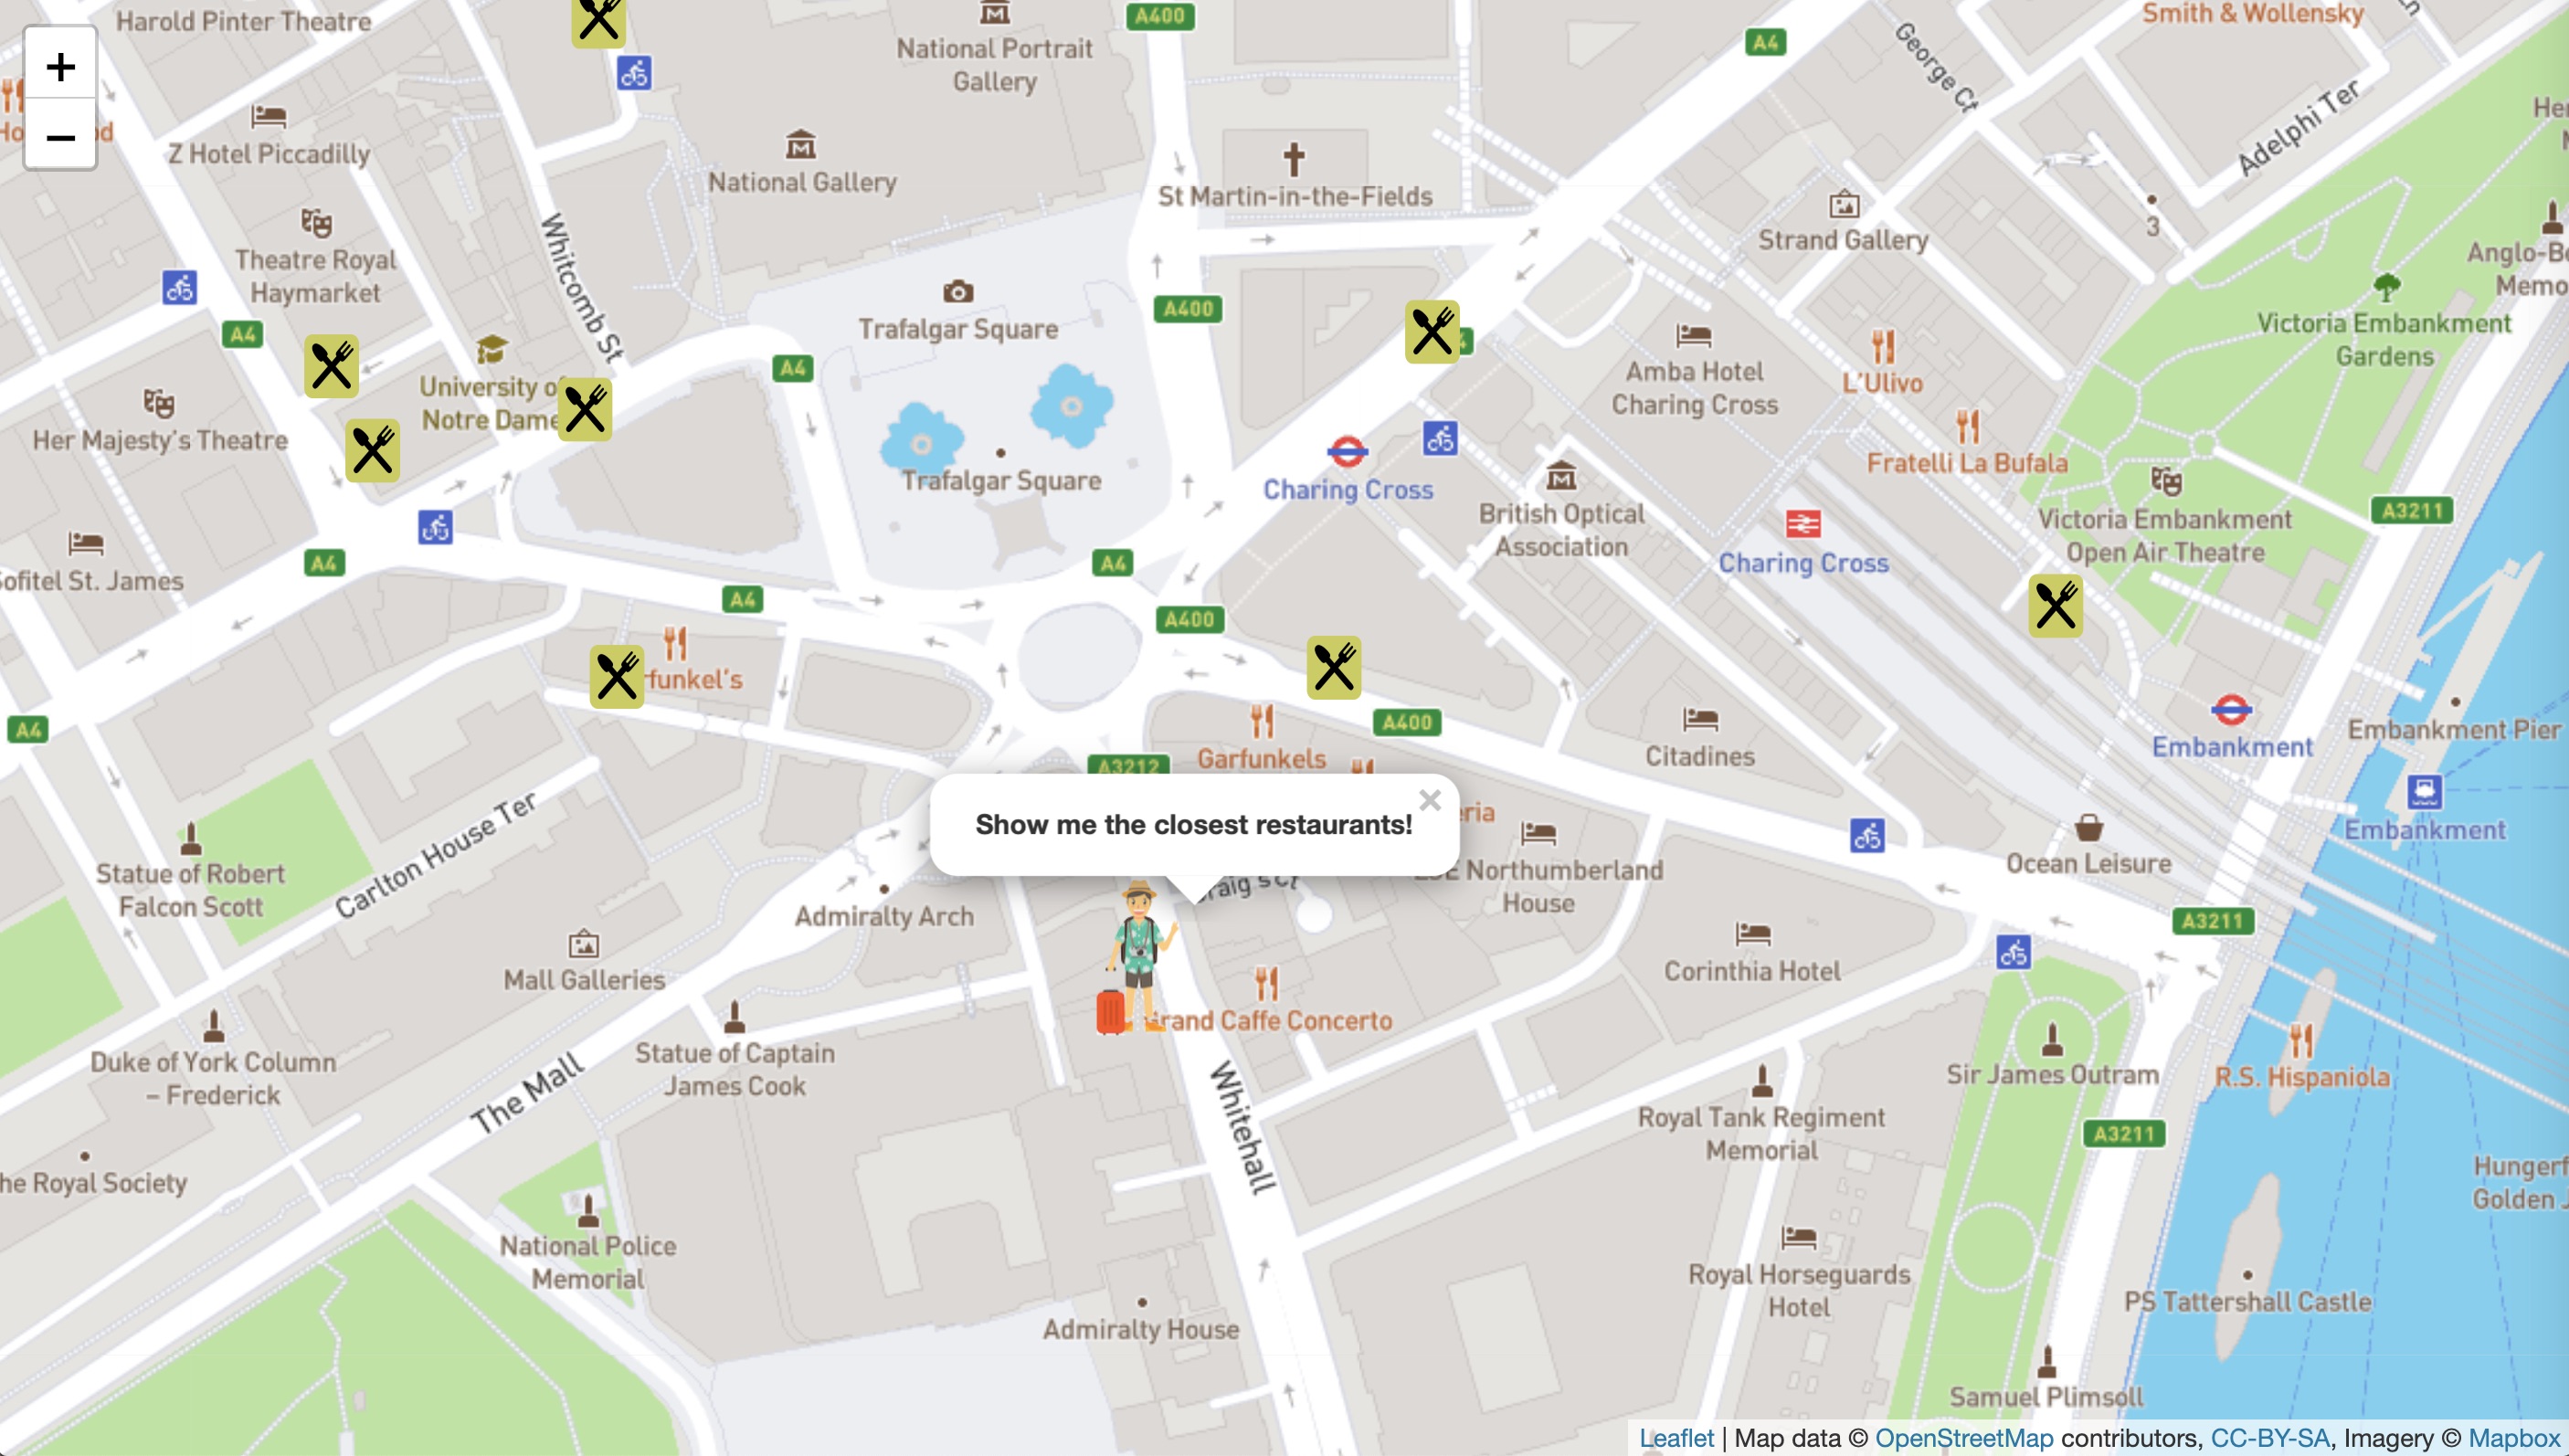 Harold Pinter Theatre
National Portrait
Gallery
A400
A4
George Ct
Smith & Wollensky
Adelphi Ter
+
−
Z Hotel Piccadilly
National Gallery
St Martin-in-the-Fields
Strand Gallery
3
Theatre Royal
Haymarket
Whitcomb St
Trafalgar Square
A400
A4
Victoria Embankment
Gardens
A4
University of
Notre Dame
Her Majesty's Theatre
Amba Hotel
Charing Cross
L'Ulivo
Fratelli La Bufala
Trafalgar Square
Charing Cross
British Optical
Association
Charing Cross
Victoria Embankment
Open Air Theatre
A3211
Sofitel St. James
A4
A4
A4
A400
A4
A400
Citadines
Embankment
Embankment Pier
Garfunkels
A3212
Show me the closest restaurants!
×
Embankment
Ocean Leisure
Northumberland
House
Statue of Robert
Falcon Scott
Carlton House Ter
Admiralty Arch
Craig's Ct
A3211
Mall Galleries
Corinthia Hotel
Grand Caffe Concerto
Duke of York Column
– Frederick
The Mall
Statue of Captain
James Cook
Whitehall
Sir James Outram
R.S. Hispaniola
Royal Tank Regiment
Memorial
A3211
The Royal Society
National Police
Memorial
Royal Horseguards
Hotel
PS Tattershall Castle
Admiralty House
Samuel Plimsoll
Leaflet | Map data © OpenStreetMap contributors, CC-BY-SA, Imagery © Mapbox